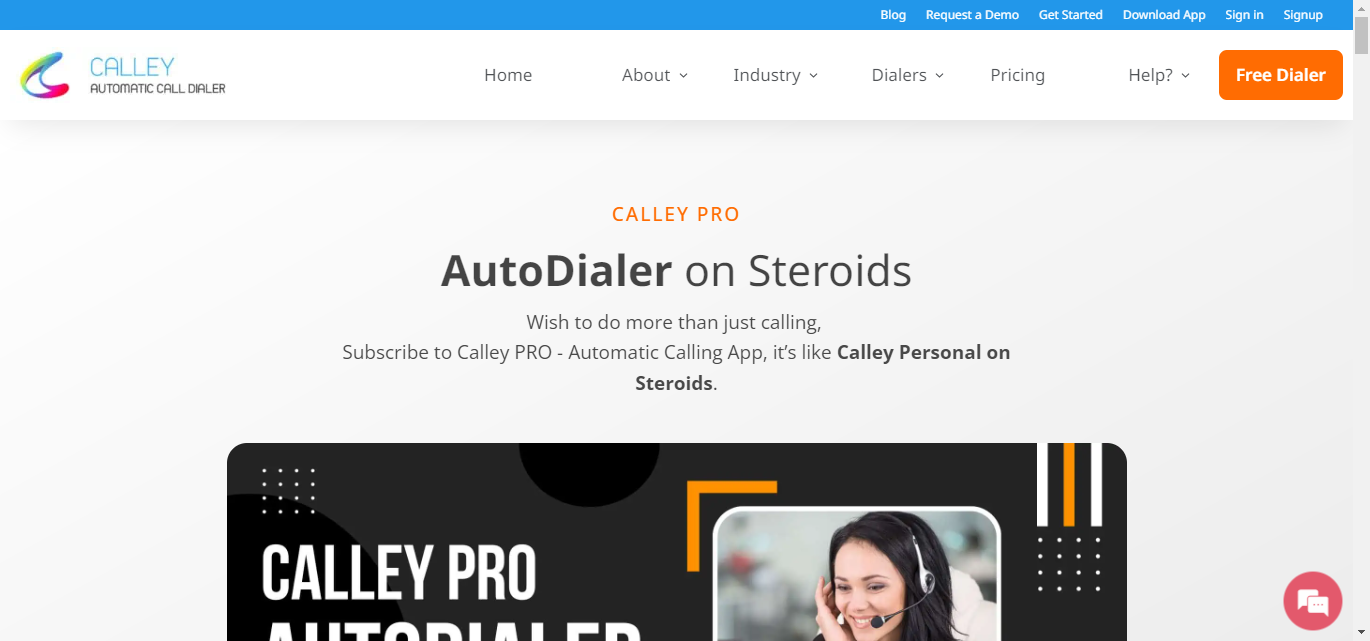 Blog Request a Demo Get Started Download App Sign in Signup
CALLEY
AUTOMATIC CALL DIALER
Home About Industry Dialers Pricing Help? Free Dialer
CALLEY PRO
AutoDialer on Steroids
Wish to do more than just calling,
Subscribe to Calley PRO - Automatic Calling App, it’s like Calley Personal on
Steroids.
CALLEY PRO
AUTODIALER